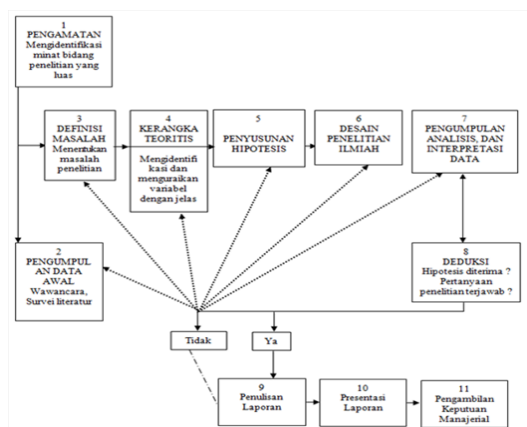 1
PENGAMATAN
Mengidentifikasi
minat bidang
penelitian yang
luas
3
DEFINISI
MASALAH
Menentukan
masalah
penelitian
4
KERANGKA
TEORITIS
Mengidentifi
kasi dan
menguraikan
variabel
dengan jelas
5
PENYUSUNAN
HIPOTESIS
6
DESAIN
PENELITIAN
ILMIAH
7
PENGUMPULAN
ANALISIS, DAN
INTERPRETASI
DATA
2
PENGUMPUL
AN DATA
AWAL
Wawancara,
Survei literatur
8
DEDUKSI
Hipotesis diterima ?
Pertanyaan
penelitian terjawab ?
Tidak
Ya
9
Penulisan
Laporan
10
Presentasi
Laporan
11
Pengambilan
Keputuan
Manajerial